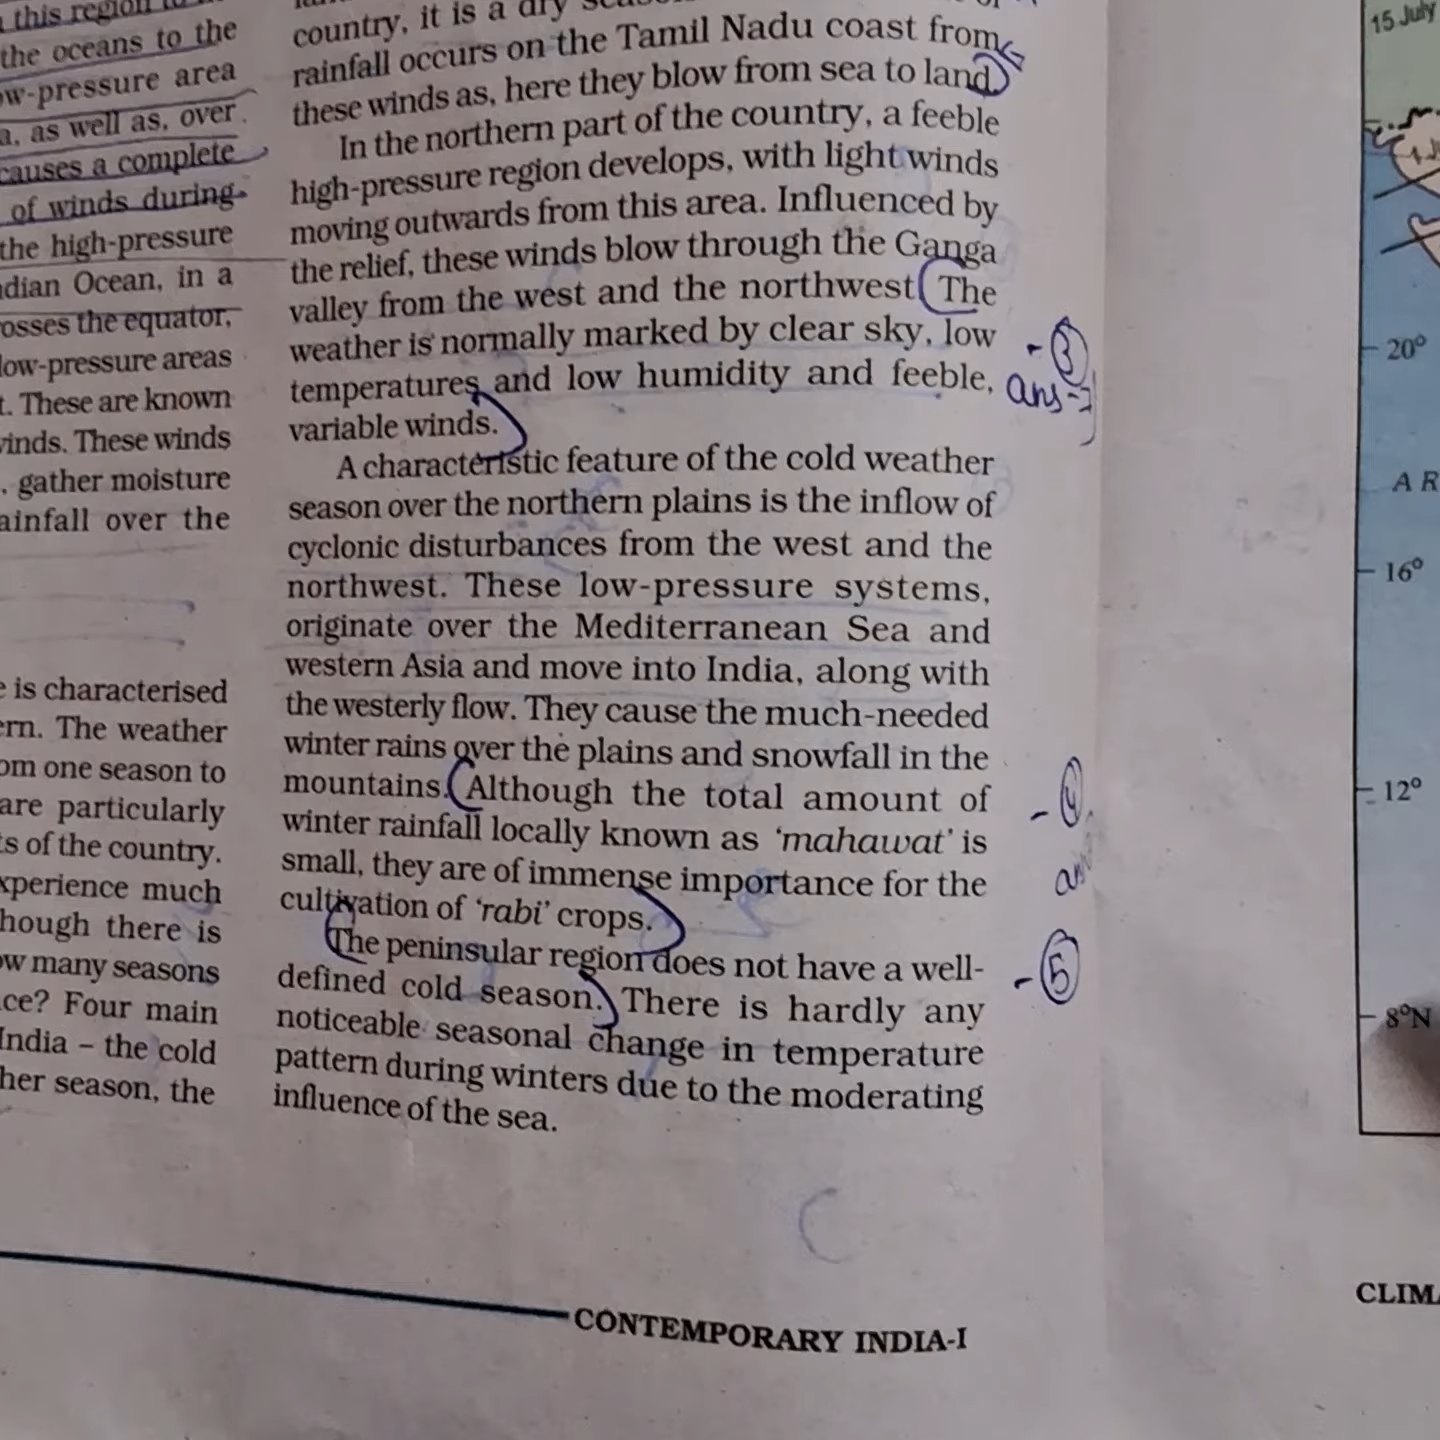 this region
the oceans to the
ow-pressure area
a, as well as, over
causes a complete
of winds during
the high-pressure
dian Ocean, in a
osses the equator,
low-pressure areas
t. These are known
vinds. These winds
, gather moisture
ainfall over the
e is characterised
ern. The weather
om one season to
are particularly
ts of the country.
xperience much
hough there is
ow many seasons
ce? Four main
India – the cold
her season, the
country, it is a dry
rainfall occurs on the Tamil Nadu coast from
these winds as, here they blow from sea to land
In the northern part of the country, a feeble
high-pressure region develops, with light winds
moving outwards from this area. Influenced by
the relief, these winds blow through the Ganga
valley from the west and the northwest. The
weather is normally marked by clear sky, low
temperatures and low humidity and feeble,
variable winds.
A characteristic feature of the cold weather
season over the northern plains is the inflow of
cyclonic disturbances from the west and the
northwest. These low-pressure systems,
originate over the Mediterranean Sea and
western Asia and move into India, along with
the westerly flow. They cause the much-needed
winter rains over the plains and snowfall in the
mountains. Although the total amount of
winter rainfall locally known as ‘mahawat’ is
small, they are of immense importance for the
cultivation of ‘rabi’ crops.
The peninsular region does not have a well-
defined cold season. There is hardly any
noticeable seasonal change in temperature
pattern during winters due to the moderating
influence of the sea.
- 3
ans-
- 4
- 5
CONTEMPORARY INDIA-I
15 July
20°
A R
16°
12°
8°N
CLIM